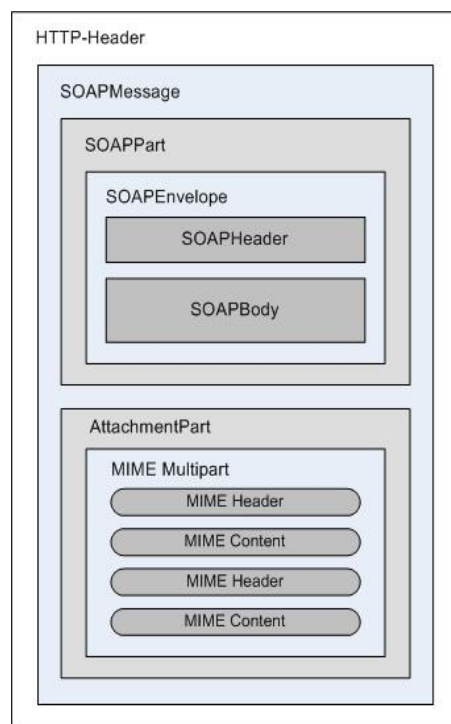 HTTP-Header
SOAPMessage
SOAPPart
SOAPEnvelope
SOAPHeader
SOAPBody
AttachmentPart
MIME Multipart
MIME Header
MIME Content
MIME Header
MIME Content